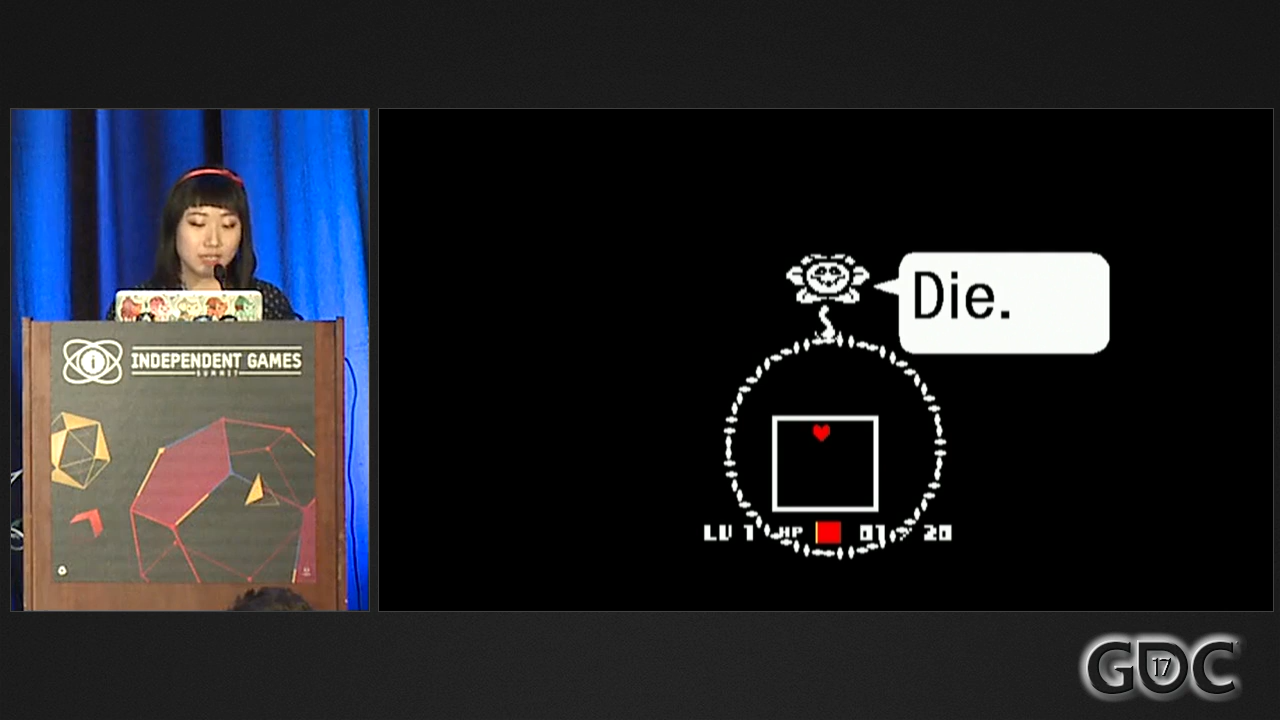 INDEPENDENT GAMES
SUMMIT
Die.
LV 1 HP 01 / 20
GDC
17